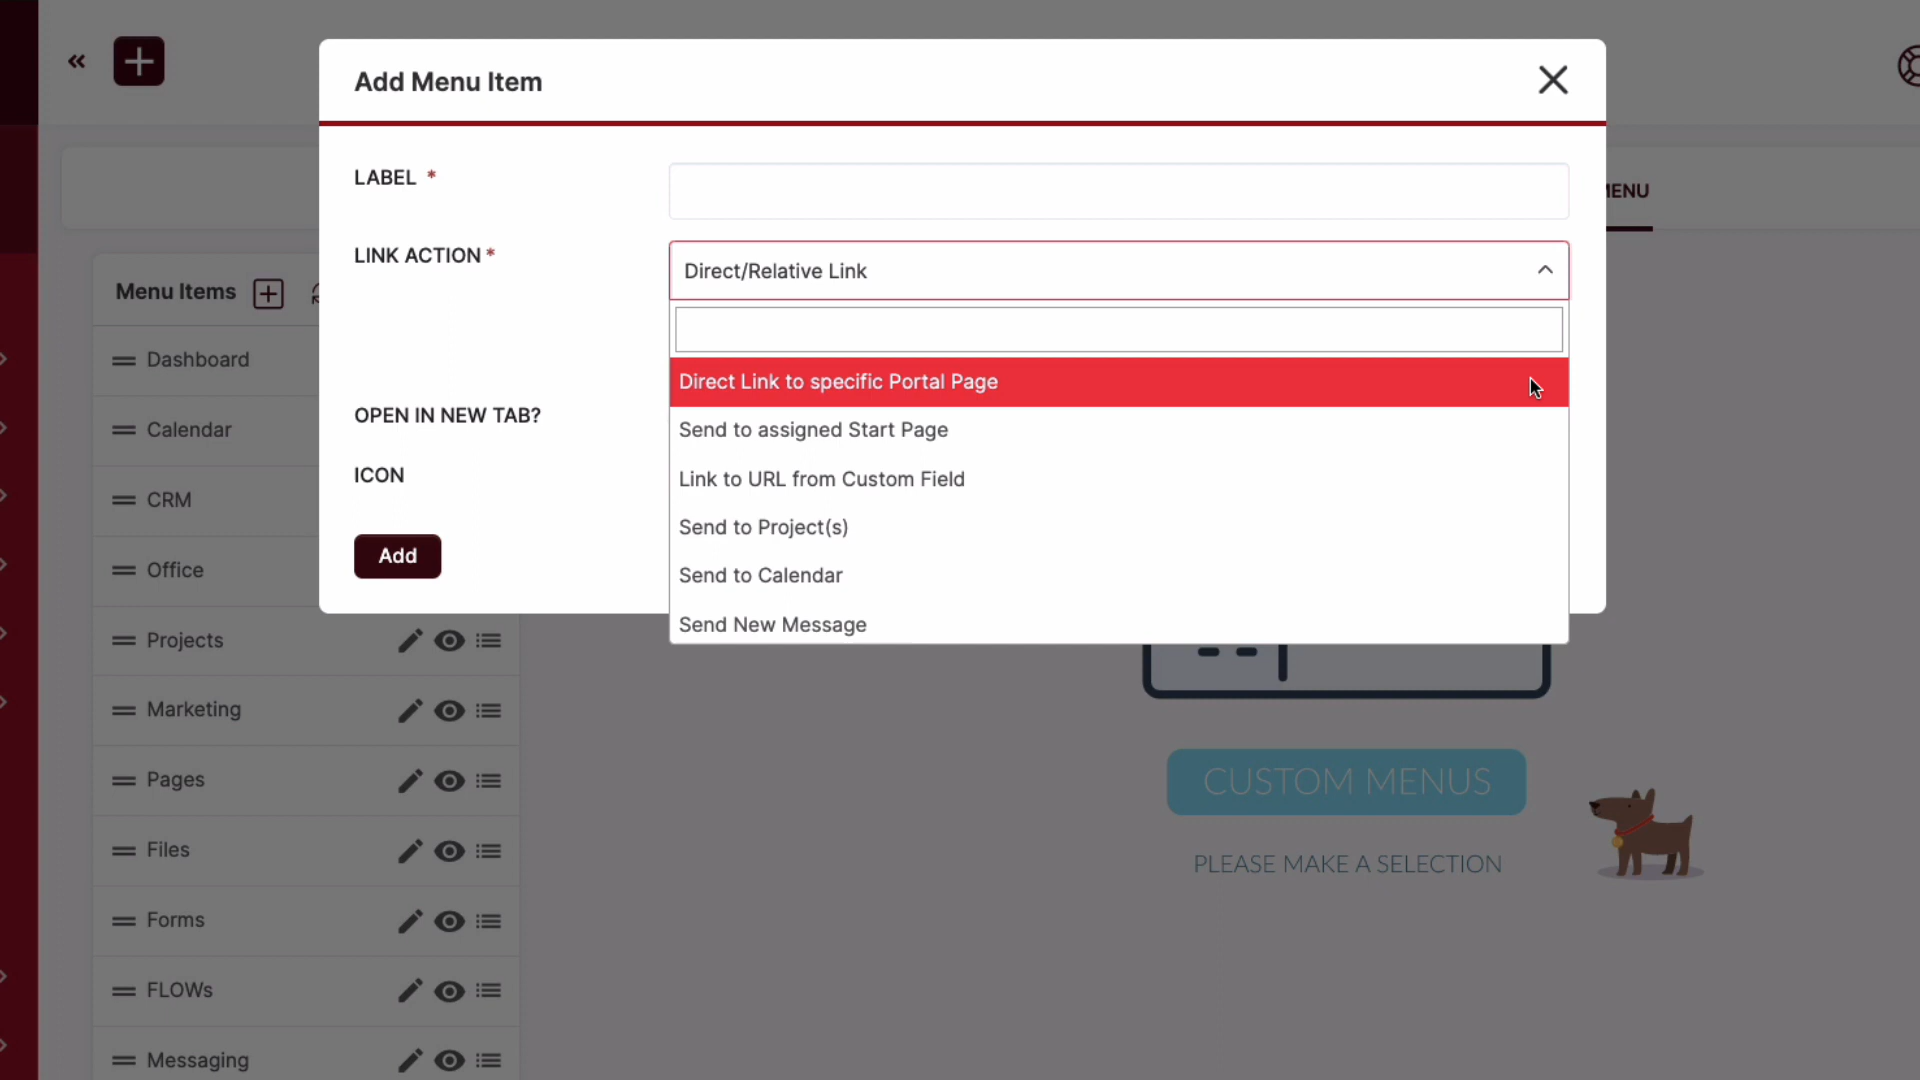 Add Menu Item
LABEL *
LINK ACTION *
Direct/Relative Link
Direct Link to specific Portal Page
Send to assigned Start Page
Link to URL from Custom Field
Send to Project(s)
Send to Calendar
Send New Message
OPEN IN NEW TAB?
ICON
Add
MENU
Menu Items
Dashboard
Calendar
CRM
Office
Projects
Marketing
Pages
Files
Forms
FLOWs
Messaging
CUSTOM MENUS
PLEASE MAKE A SELECTION